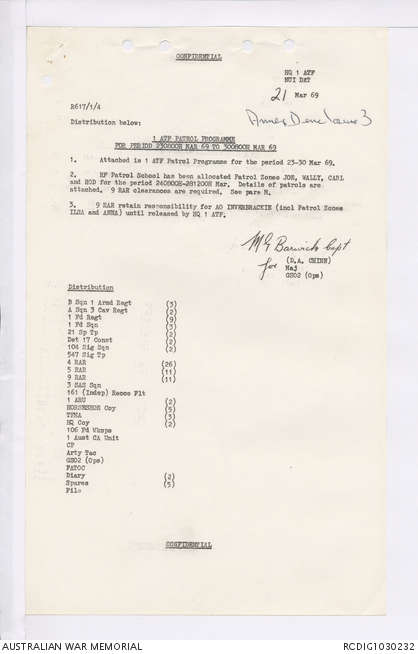 CONFIDENTIAL
HQ 1 ATF
NUI DAT
21 Mar 69
R617/1/4
Distribution below:
1 ATF PATROL PROGRAMME
FOR PERIOD 230800H MAR 69 TO 300800H MAR 69
1. Attached is 1 ATF Patrol Programme for the period 23-30 Mar 69.
2. RF Patrol School has been allocated Patrol Zones JOE, WALLY, CARL
and ROD for the period 240800H-281200H Mar. Details of patrols are
attached. 9 RAR clearances are required. See para M.
3. 9 RAR retain responsibility for AO INVERBRACKIE (incl Patrol Zones
ILSA and ANNA) until released by HQ 1 ATF.
M G Barwick Capt
for (D.A. CHINN)
Maj
GSO2 (Ops)
Distribution
B Sqn 1 Armd Regt (3)
A Sqn 3 Cav Regt (2)
1 Fd Regt (9)
1 Fd Sqn (3)
21 Sp Tp (2)
Det 17 Const (2)
104 Sig Sqn (2)
547 Sig Tp
4 RAR (26)
5 RAR (11)
9 RAR (11)
3 SAS Sqn
161 (Indep) Recce Flt
1 ARU (2)
HORSESHOE Coy (5)
TFMA (3)
HQ Coy (2)
106 Fd Wksps
1 Aust CA Unit
CP
Arty Tac
GSO2 (Ops)
FATOC
Diary (2)
Spares (5)
File
CONFIDENTIAL
AUSTRALIAN WAR MEMORIAL RCDIG1030232